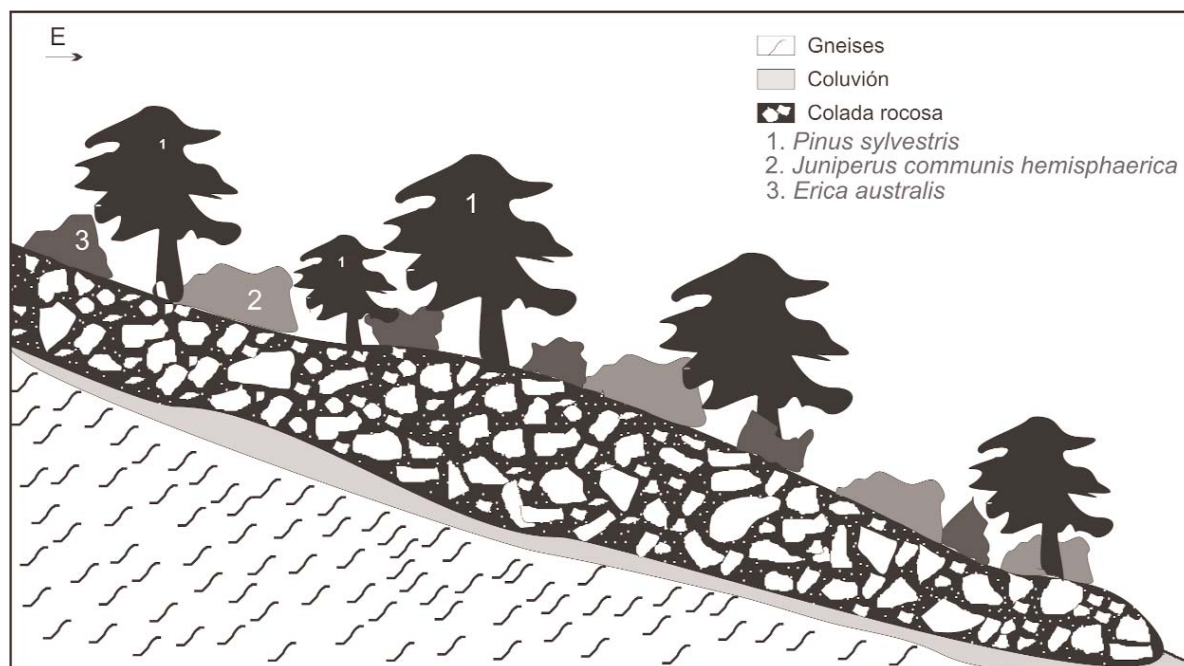 E
Gneises
Coluvión
Colada rocosa
1. Pinus sylvestris
2. Juniperus communis hemisphaerica
3. Erica australis
1
1
3
1
2